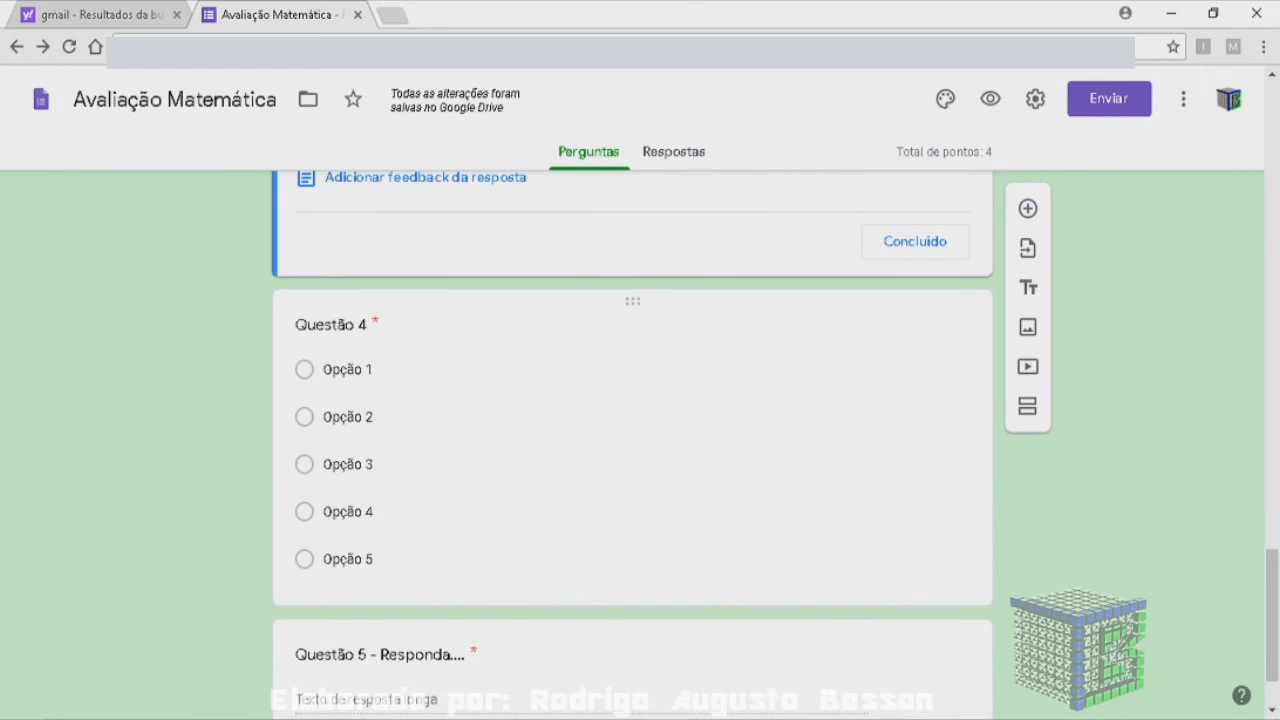 gmail - Resultados da bu
Avaliação Matemática -
Avaliação Matemática
Todas as alterações foram
salvas no Google Drive
Enviar
Perguntas
Respostas
Total de pontos: 4
Adicionar feedback da resposta
Concluído
Questão 4 *
Opção 1
Opção 2
Opção 3
Opção 4
Opção 5
Questão 5 - Responda.... *
Texto de resposta longa
Elaborado por: Rodrigo Augusto Bosson